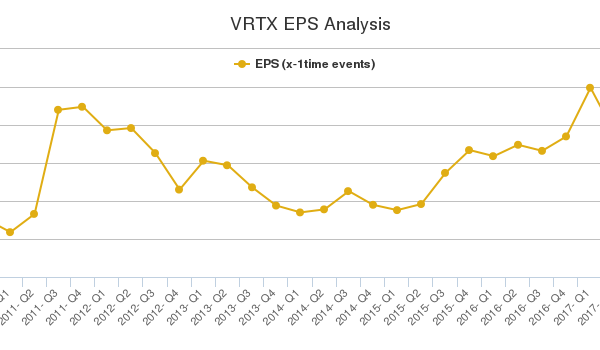 VRTX EPS Analysis
EPS (x-1time events)
Q1
2011- Q2
2011- Q3
2011- Q4
2012- Q1
2012- Q2
2012- Q3
2012- Q4
2013- Q1
2013- Q2
2013- Q3
2013- Q4
2014- Q1
2014- Q2
2014- Q3
2014- Q4
2015- Q1
2015- Q2
2015- Q3
2015- Q4
2016- Q1
2016- Q2
2016- Q3
2016- Q4
2017- Q1
2017-